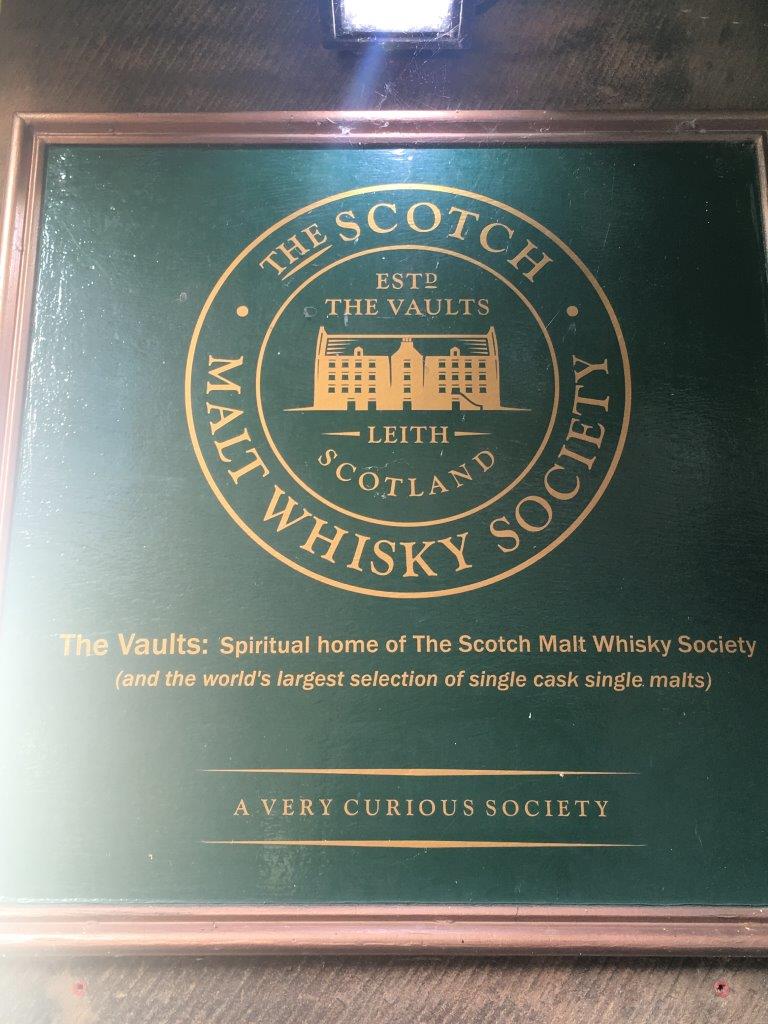 THE SCOTCH
MALT WHISKY SOCIETY
ESTD
THE VAULTS
LEITH
SCOTLAND
The Vaults: Spiritual home of The Scotch Malt Whisky Society
(and the world's largest selection of single cask single malts)
A VERY CURIOUS SOCIETY